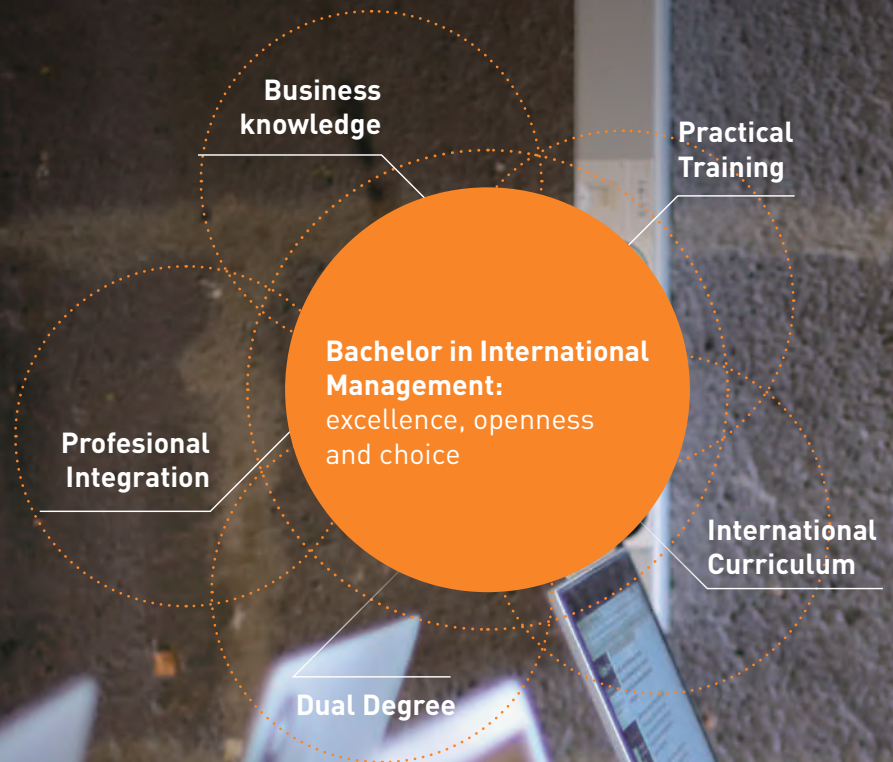 Business
knowledge
Practical
Training
Bachelor in International
Management:
excellence, openness
and choice
Profesional
Integration
International
Curriculum
Dual Degree